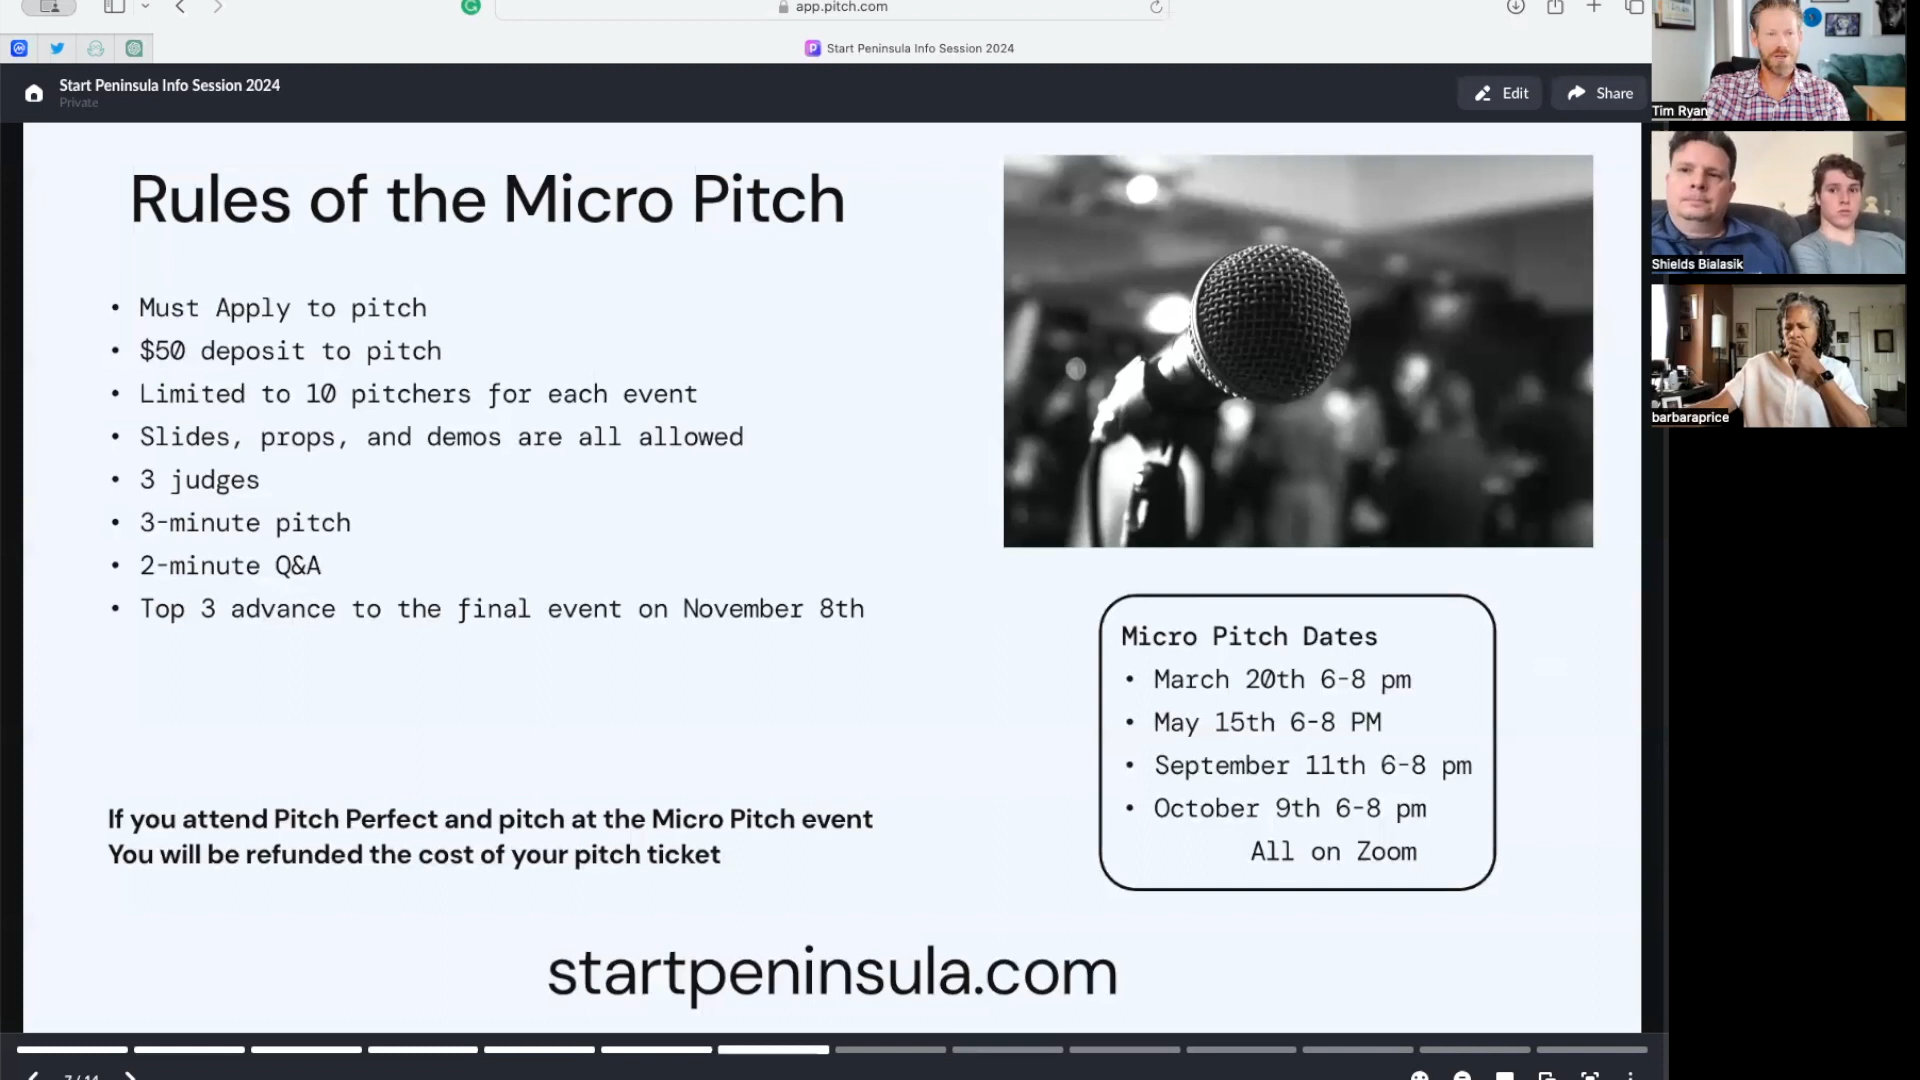 app.pitch.com
Start Peninsula Info Session 2024
Start Peninsula Info Session 2024
Private
Edit
Share
Rules of the Micro Pitch
• Must Apply to pitch
• $50 deposit to pitch
• Limited to 10 pitchers for each event
• Slides, props, and demos are all allowed
• 3 judges
• 3-minute pitch
• 2-minute Q&A
• Top 3 advance to the final event on November 8th
Micro Pitch Dates
• March 20th 6-8 pm
• May 15th 6-8 PM
• September 11th 6-8 pm
• October 9th 6-8 pm
All on Zoom
If you attend Pitch Perfect and pitch at the Micro Pitch event
You will be refunded the cost of your pitch ticket
startpeninsula.com
7 / 14
Tim Ryan
Shields Bialasik
barbaraprice